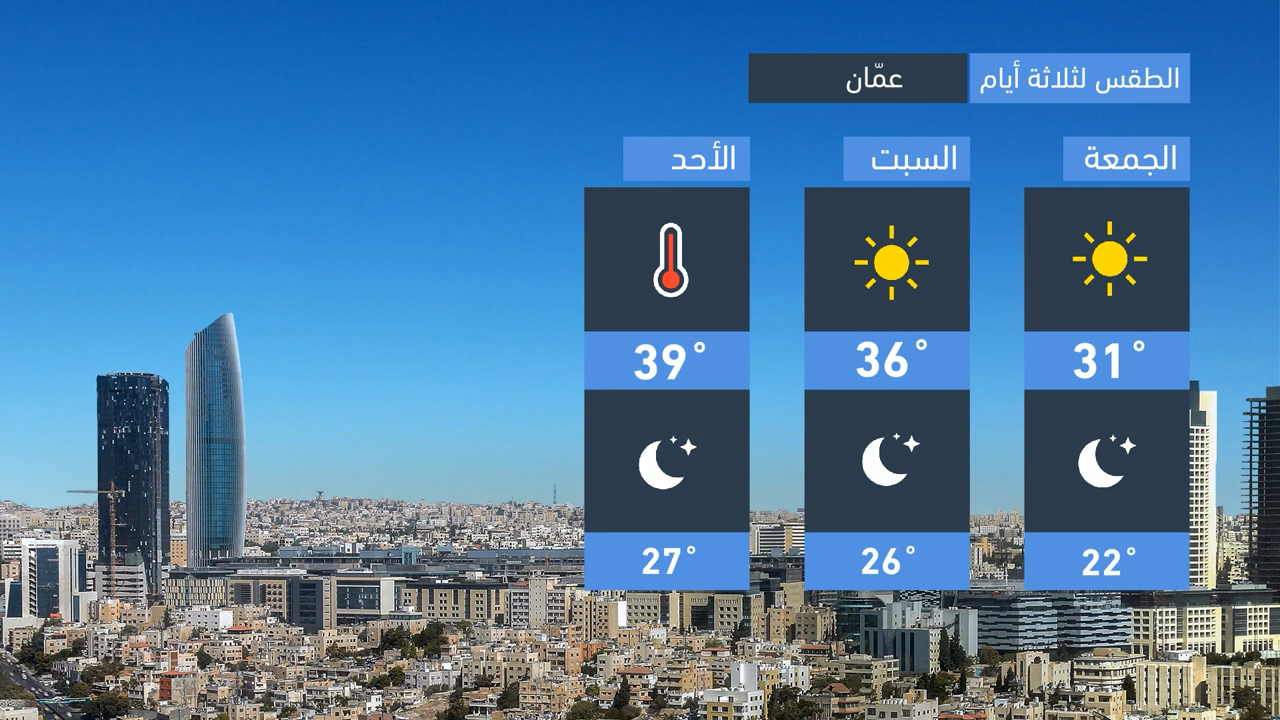 الطقس لثلاثة أيام
عمّان
الجمعة السبت الأحد
31° 36° 39°
22° 26° 27°